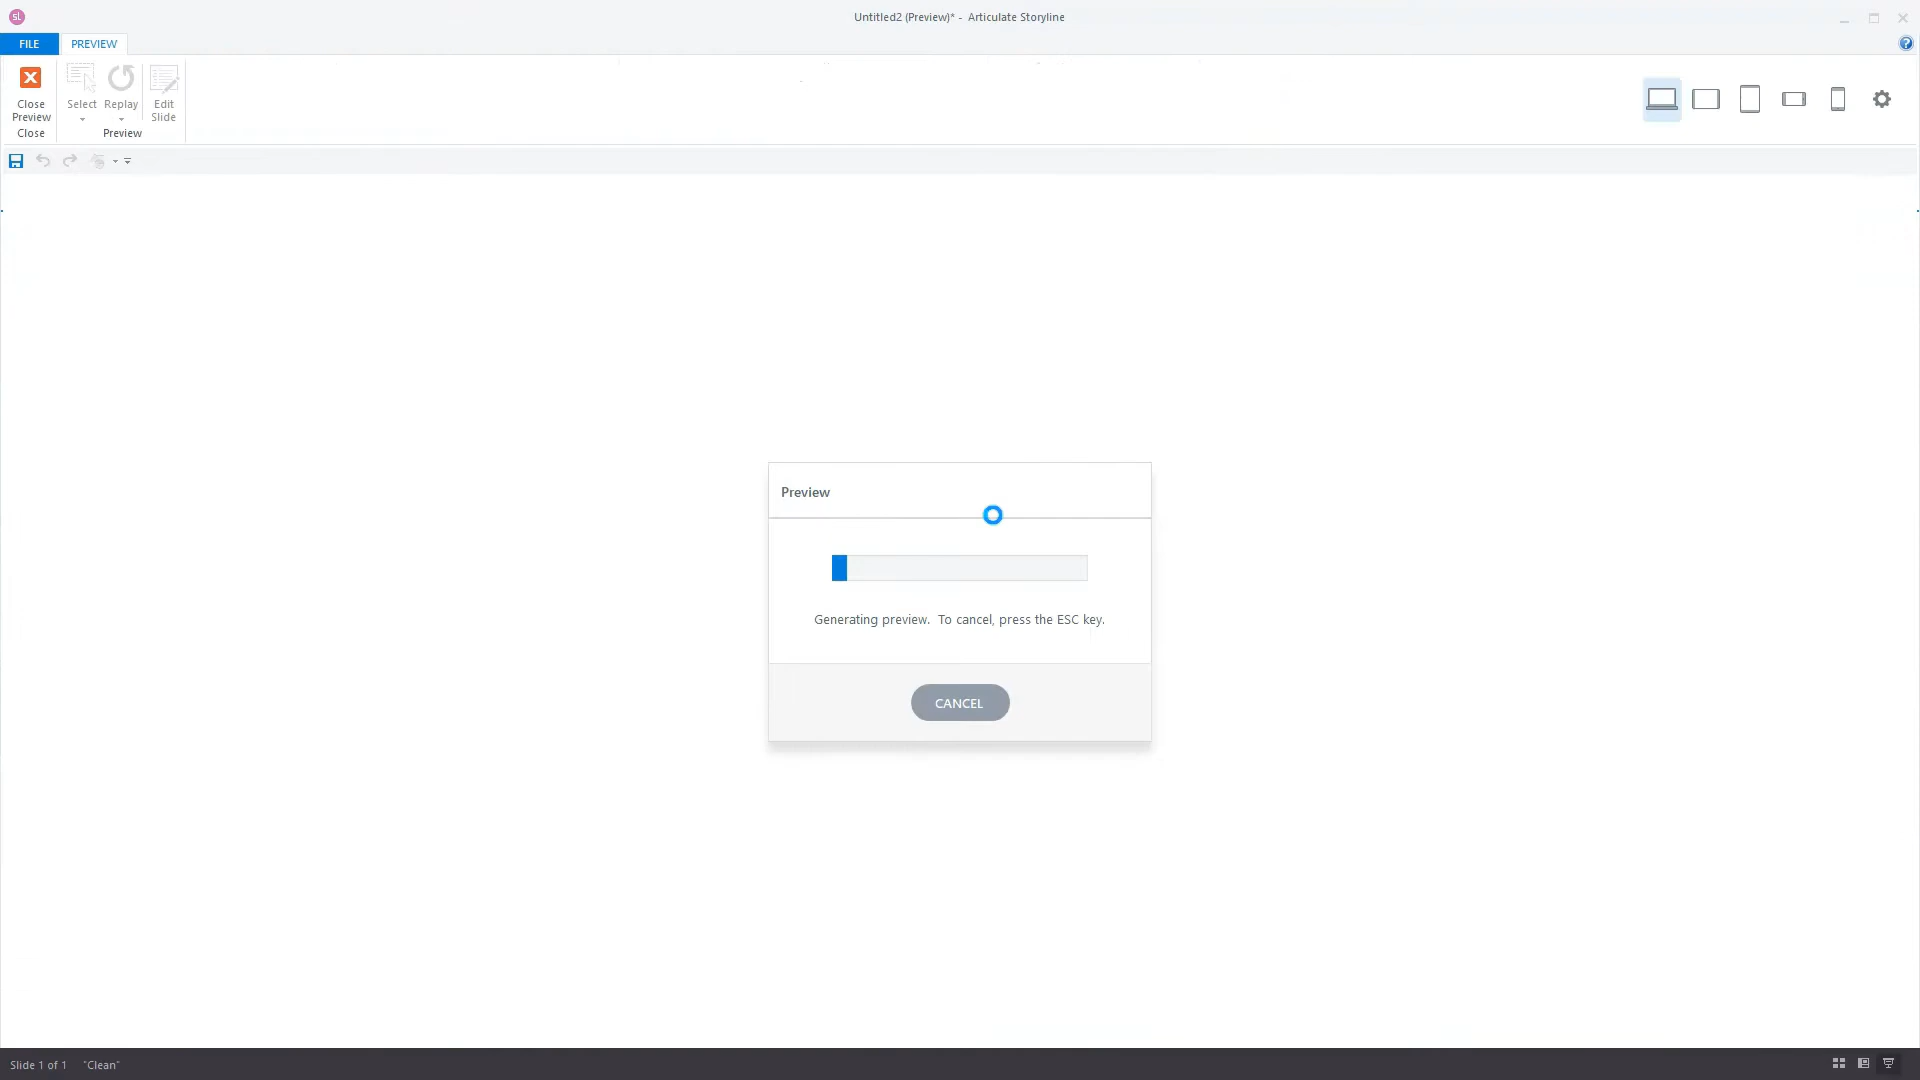 sl
Untitled2 (Preview)* -  Articulate Storyline
FILE
PREVIEW
?
Close
Preview
Select
Replay
Edit
Slide
Close
Preview
Preview
Generating preview.  To cancel, press the ESC key.
CANCEL
Slide 1 of 1
"Clean"